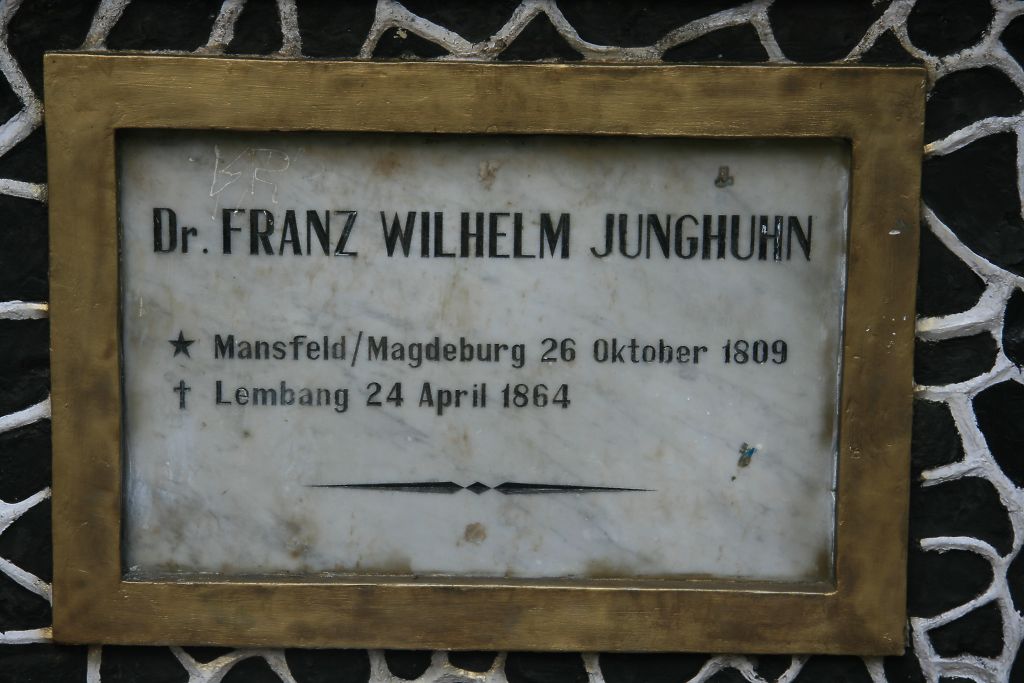 Dr. FRANZ WILHELM JUNGHUHN
★ Mansfeld/Magdeburg 26 Oktober 1809
✝ Lembang 24 April 1864